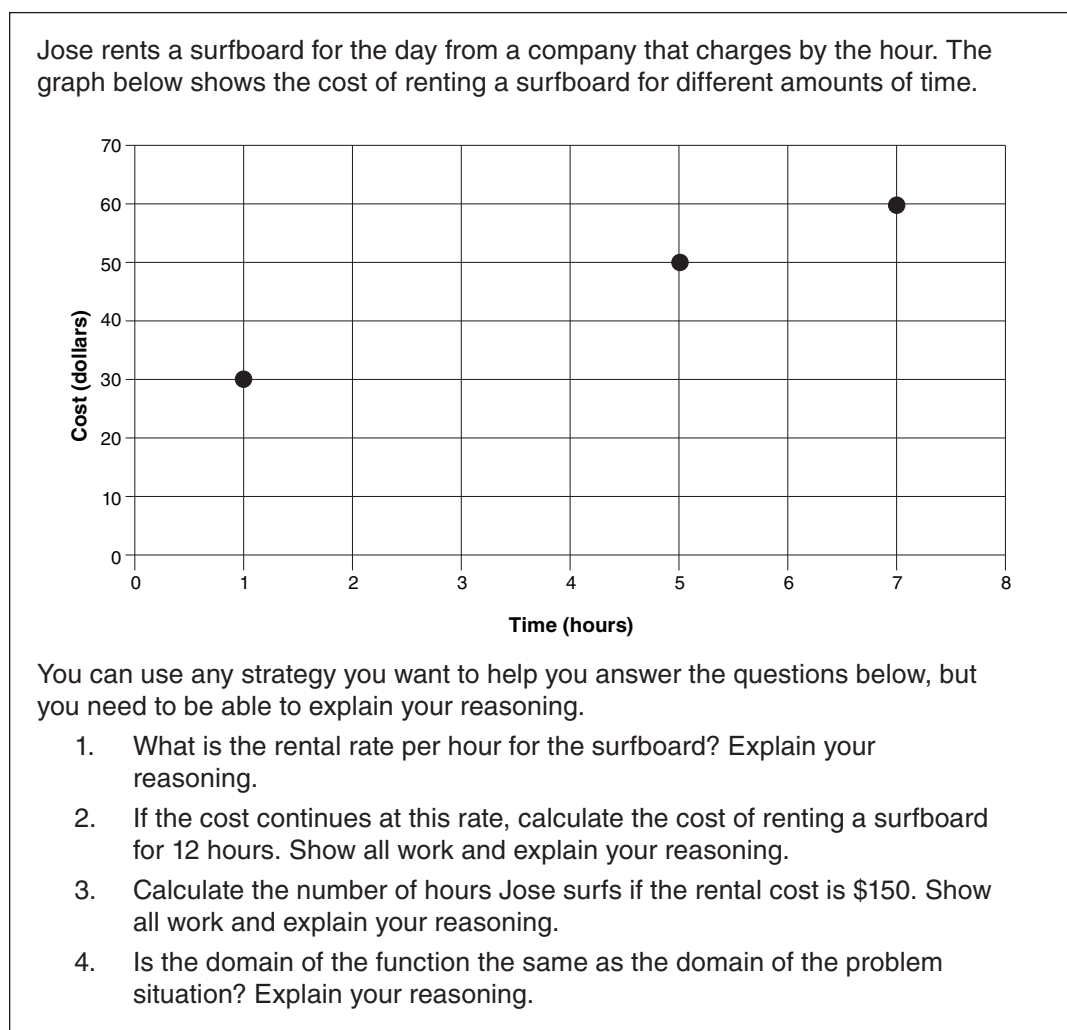 Jose rents a surfboard for the day from a company that charges by the hour. The
graph below shows the cost of renting a surfboard for different amounts of time.
70
60
50
40
30
20
10
0
Cost (dollars)
0 1 2 3 4 5 6 7 8
Time (hours)
You can use any strategy you want to help you answer the questions below, but
you need to be able to explain your reasoning.
1. What is the rental rate per hour for the surfboard? Explain your
reasoning.
2. If the cost continues at this rate, calculate the cost of renting a surfboard
for 12 hours. Show all work and explain your reasoning.
3. Calculate the number of hours Jose surfs if the rental cost is $150. Show
all work and explain your reasoning.
4. Is the domain of the function the same as the domain of the problem
situation? Explain your reasoning.